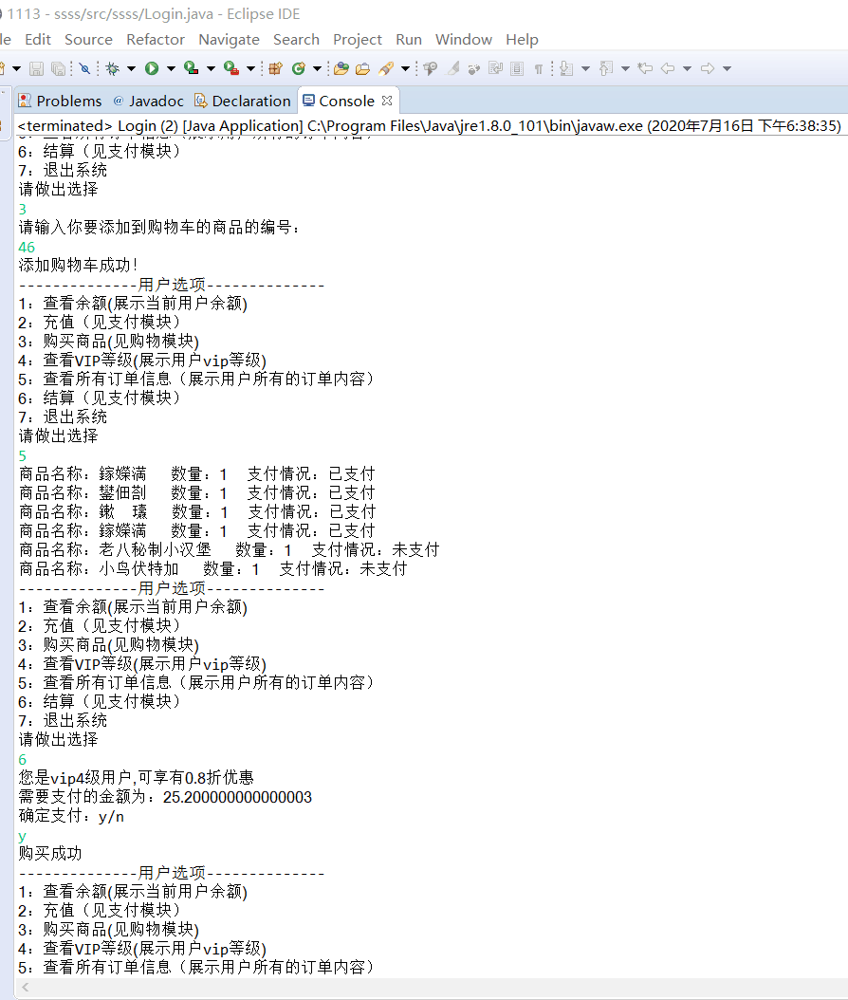 1113 - ssss/src/ssss/Login.java - Eclipse IDE
le Edit Source Refactor Navigate Search Project Run Window Help
Problems @ Javadoc Declaration Console
<terminated> Login (2) [Java Application] C:\Program Files\Java\jre1.8.0_101\bin\javaw.exe (2020年7月16日 下午6:38:35)
6：结算（见支付模块）
7：退出系统
请做出选择
3
请输入你要添加到购物车的商品的编号：
46
添加购物车成功！
--------------用户选项--------------
1：查看余额(展示当前用户余额)
2：充值（见支付模块）
3：购买商品(见购物模块)
4：查看VIP等级(展示用户vip等级)
5：查看所有订单信息（展示用户所有的订单内容）
6：结算（见支付模块）
7：退出系统
请做出选择
5
商品名称：鎵嬫満 数量：1 支付情况：已支付
商品名称： 数量：1 支付情况：已支付
商品名称： 数量：1 支付情况：已支付
商品名称：鎵嬫満 数量：1 支付情况：已支付
商品名称：老八秘制小汉堡 数量：1 支付情况：未支付
商品名称：小鸟伏特加 数量：1 支付情况：未支付
--------------用户选项--------------
1：查看余额(展示当前用户余额)
2：充值（见支付模块）
3：购买商品(见购物模块)
4：查看VIP等级(展示用户vip等级)
5：查看所有订单信息（展示用户所有的订单内容）
6：结算（见支付模块）
7：退出系统
请做出选择
6
您是vip4级用户,可享有0.8折优惠
需要支付的金额为：25.200000000000003
确定支付：y/n
y
购买成功
--------------用户选项--------------
1：查看余额(展示当前用户余额)
2：充值（见支付模块）
3：购买商品(见购物模块)
4：查看VIP等级(展示用户vip等级)
5：查看所有订单信息（展示用户所有的订单内容）